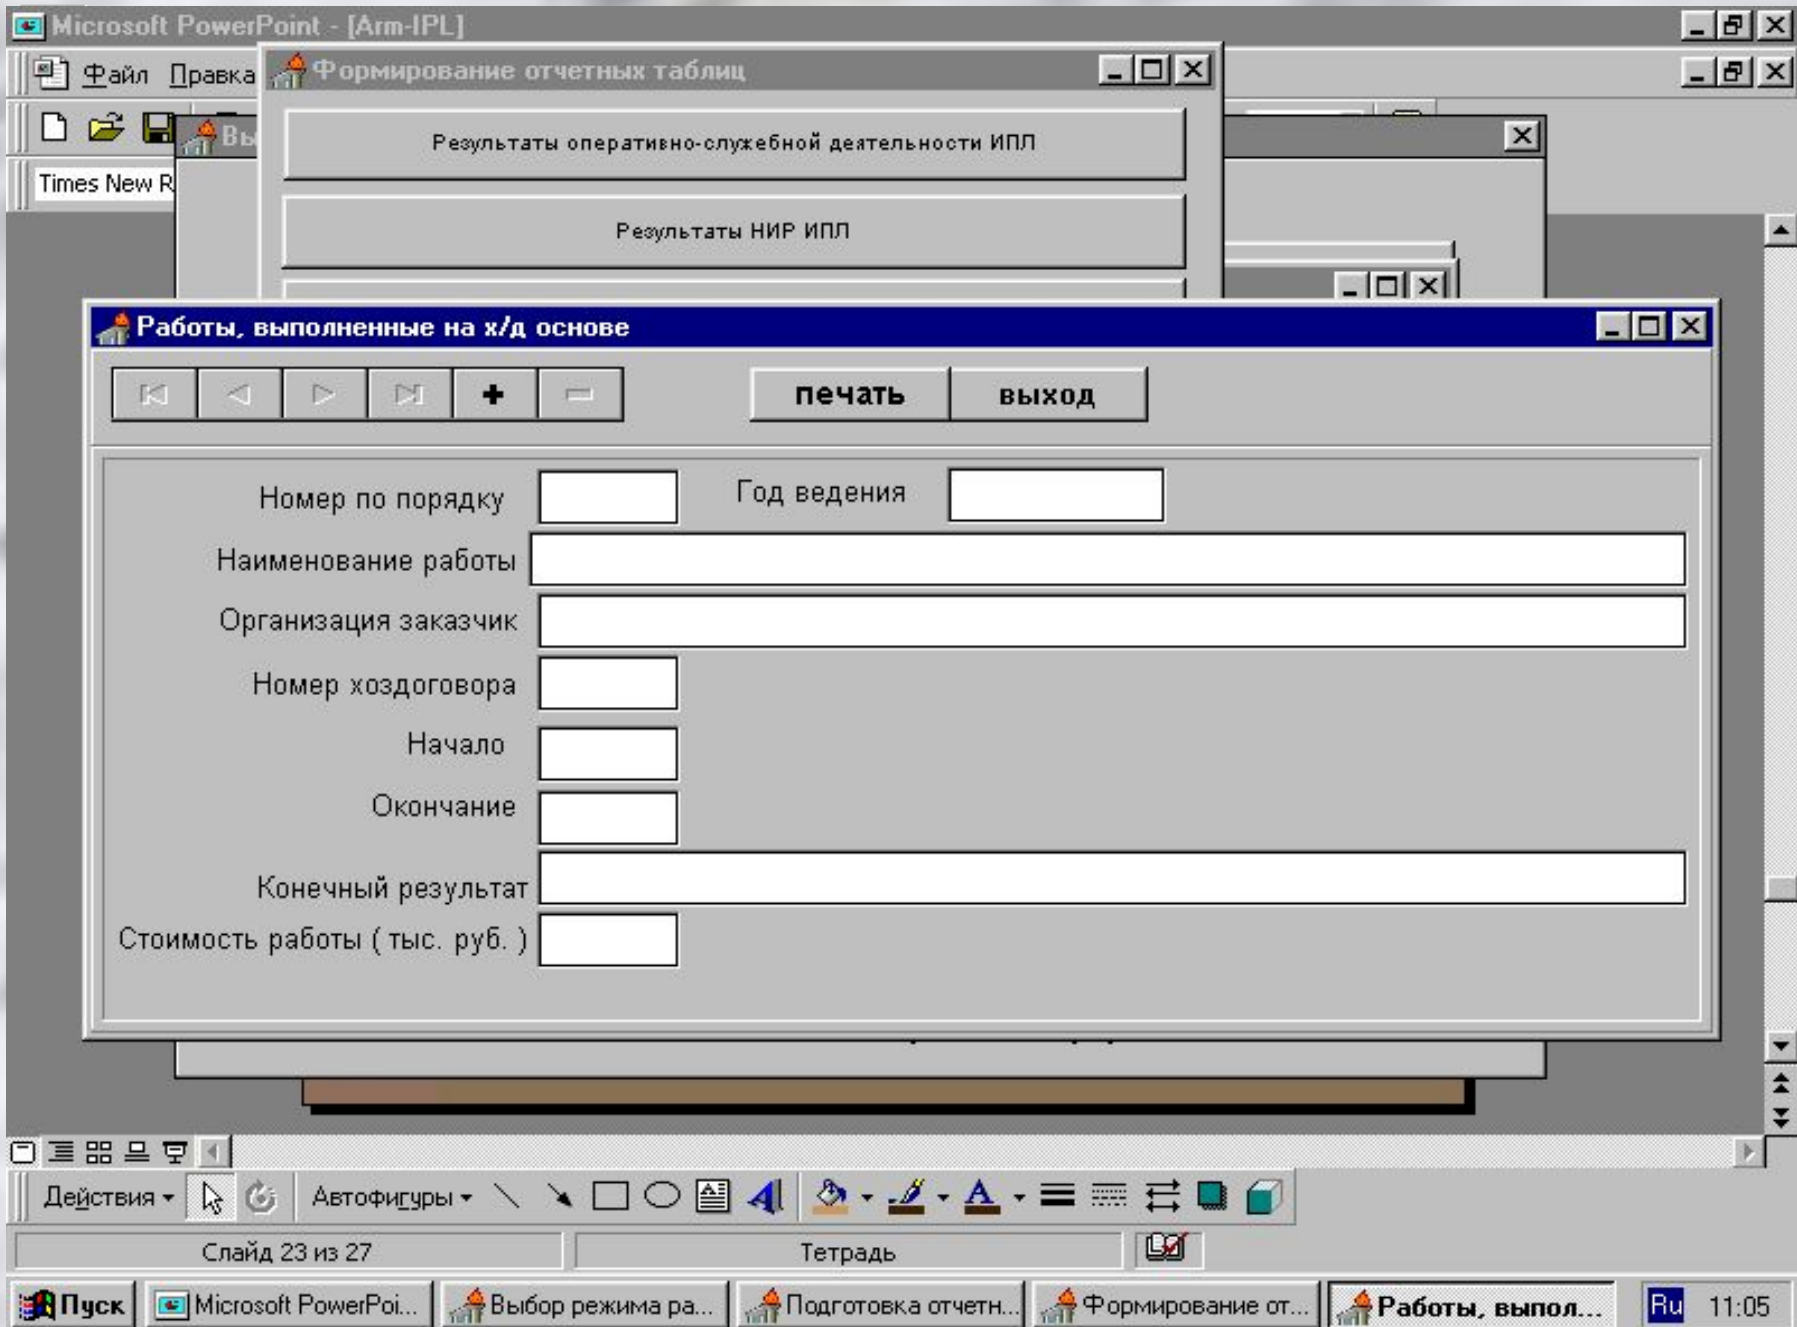 Microsoft PowerPoint - [Arm-IPL]
Файл Правка
Формирование отчетных таблиц
Результаты оперативно-служебной деятельности ИПЛ
Times New R
Результаты НИР ИПЛ
Работы, выполненные на х/д основе
печать выход
Номер по порядку Год ведения
Наименование работы
Организация заказчик
Номер хоздоговора
Начало
Окончание
Конечный результат
Стоимость работы ( тыс. руб. )
Действия Автофигуры
Слайд 23 из 27 Тетрадь
Пуск Microsoft PowerPoi... Выбор режима ра... Подготовка отчетн... Формирование от... Работы, выпол... Ru 11:05